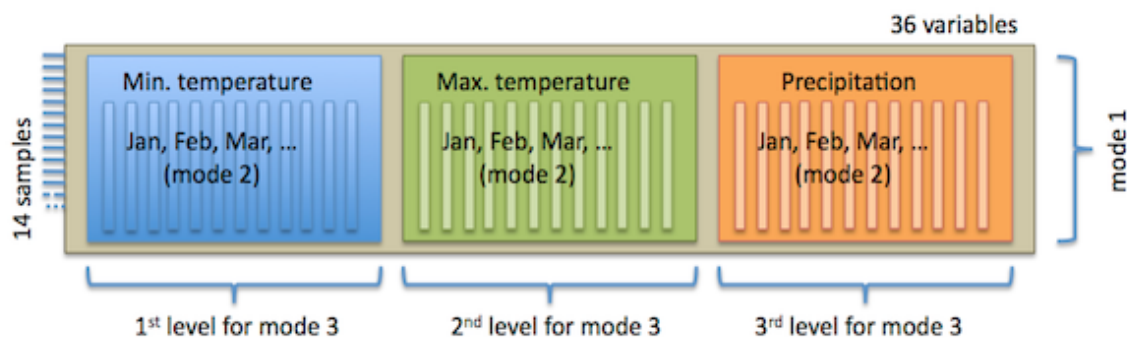 36 variables
14 samples
Min. temperature
Jan, Feb, Mar, ...
(mode 2)
Max. temperature
Jan, Feb, Mar, ...
(mode 2)
Precipitation
Jan, Feb, Mar, ...
(mode 2)
mode 1
1st level for mode 3
2nd level for mode 3
3rd level for mode 3